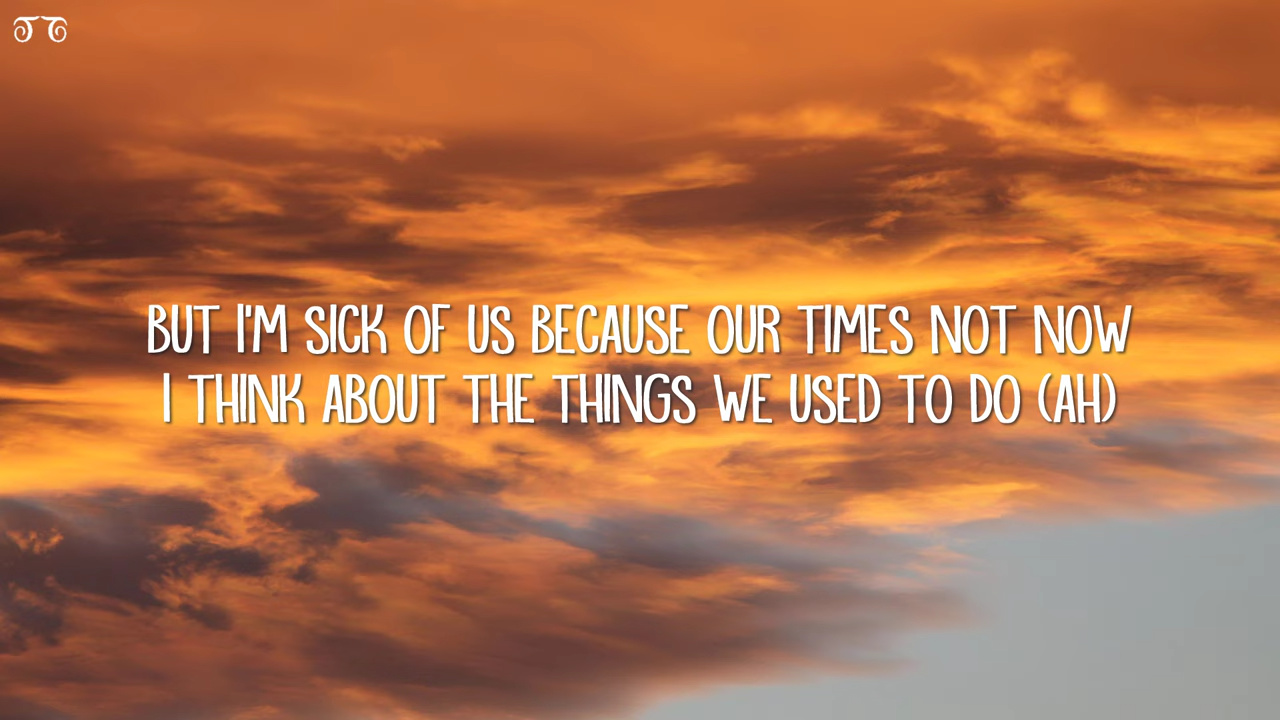 BUT I'M SICK OF US BECAUSE OUR TIMES NOT NOW
I THINK ABOUT THE THINGS WE USED TO DO (AH)